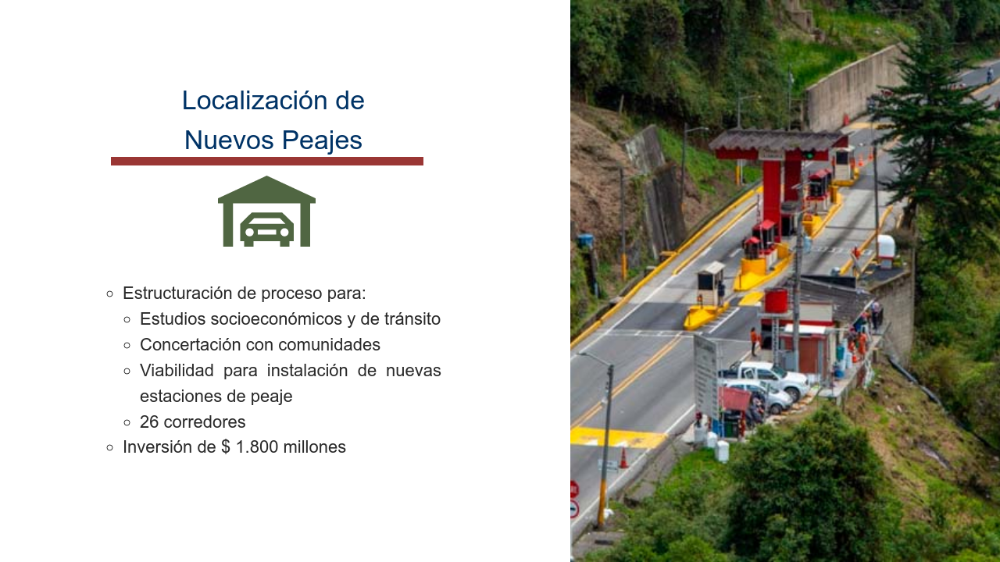 Localización de
Nuevos Peajes
Estructuración de proceso para:
Estudios socioeconómicos y de tránsito
Concertación con comunidades
Viabilidad para instalación de nuevas
estaciones de peaje
26 corredores
Inversión de $ 1.800 millones